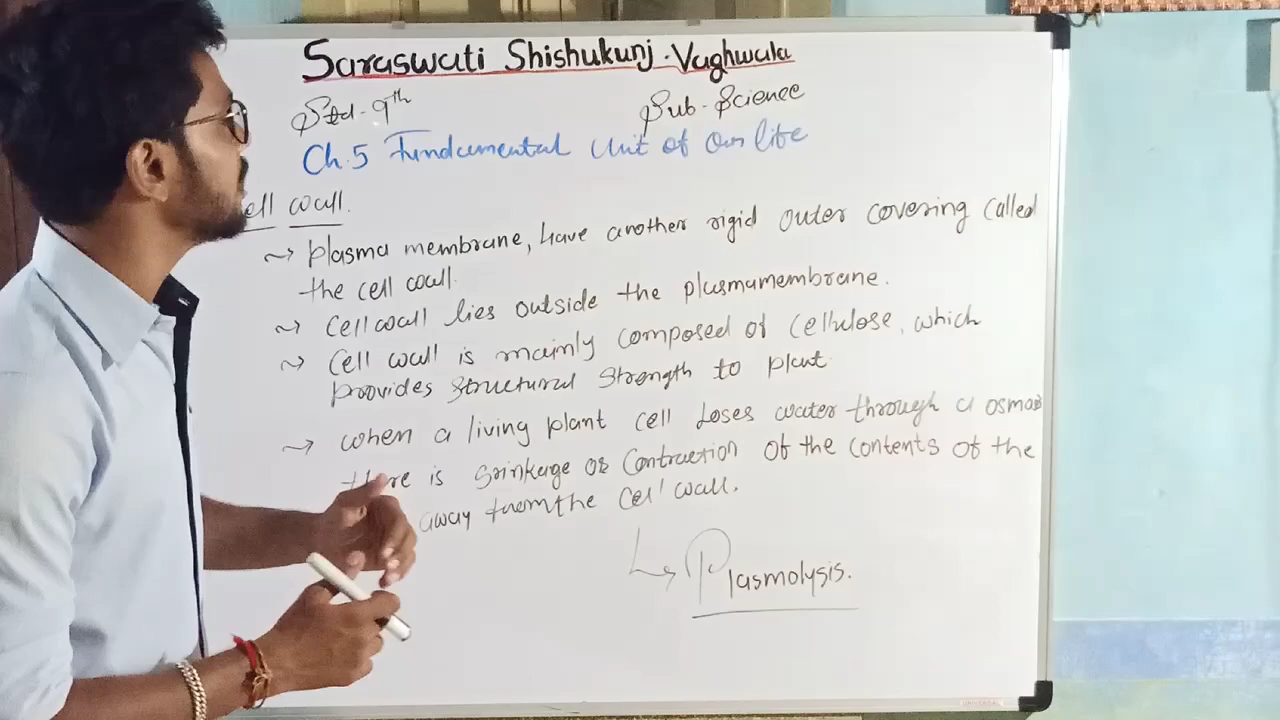 Saraswati Shishukunj. Vaghwala
Std-9th Sub-Science
Ch.5 Fundamental Unit of Our life
ell wall.
plasma membrane, have another rigid outer covering called
the cell wall.
Cell wall lies outside the plasmamembrane.
Cell wall is mainly composed of cellulose, which
provides structural strength to plant
when a living plant cell loses water through a osmo
there is srinkage or Contraction of the contents of the
away from the Cell wall.
Plasmolysis.